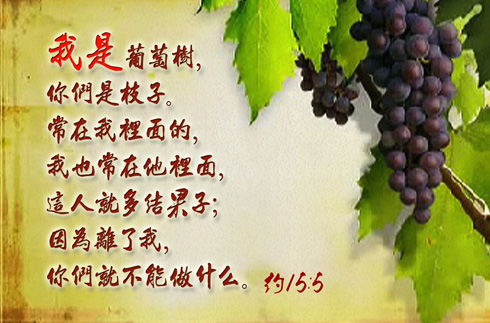 我是葡萄樹，
你們是枝子。
常在我裡面的，
我也常在他裡面，
這人就多結果子；
因為離了我，
你們就不能做什么。約15:5